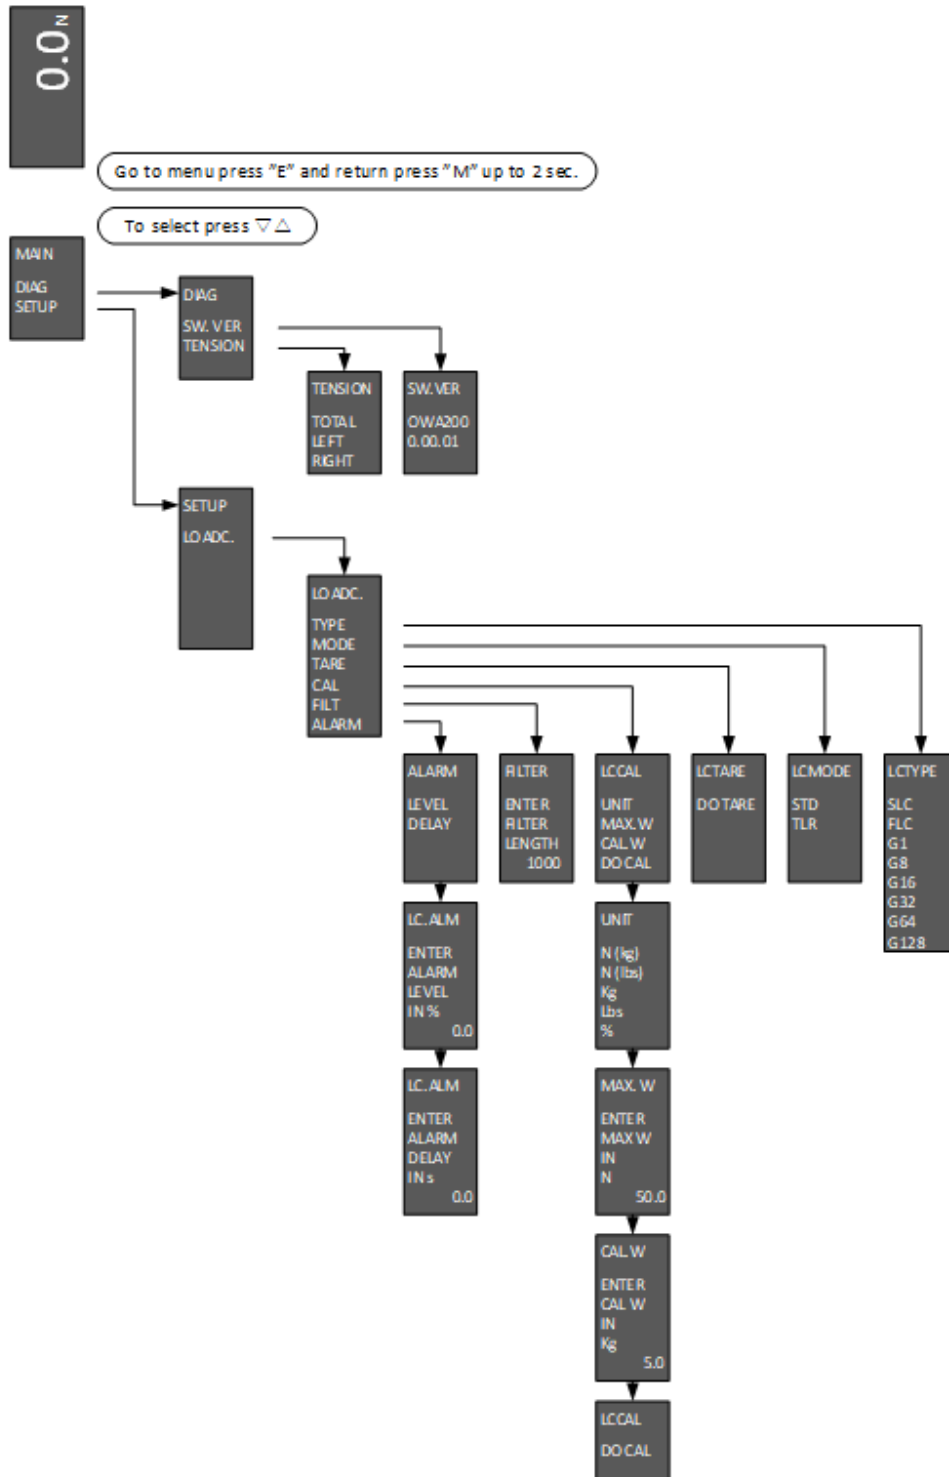 0.0 N
Go to menu press "E" and return press "M" up to 2 sec.
To select press ▽△
MAIN
DIAG
SETUP
DIAG
SW. VER
TENSION
TENSION
TOTAL
LEFT
RIGHT
SW.VER
OWA200
0.00.01
SETUP
LOADC.
LOADC.
TYPE
MODE
TARE
CAL
FILT
ALARM
ALARM
LEVEL
DELAY
LC.ALM
ENTER
ALARM
LEVEL
IN %
0.0
LC.ALM
ENTER
ALARM
DELAY
IN s
0.0
FILTER
ENTER
FILTER
LENGTH
1000
LCCAL
UNIT
MAX.W
CAL.W
DO CAL
UNIT
N (kg)
N (lbs)
Kg
Lbs
%
MAX. W
ENTER
MAX W
IN
N
50.0
CAL. W
ENTER
CAL W
IN
Kg
5.0
LCCAL
DO CAL
LCTARE
DO TARE
LCMODE
STD
TLR
LCTYPE
SLC
FLC
G1
G8
G16
G32
G64
G128